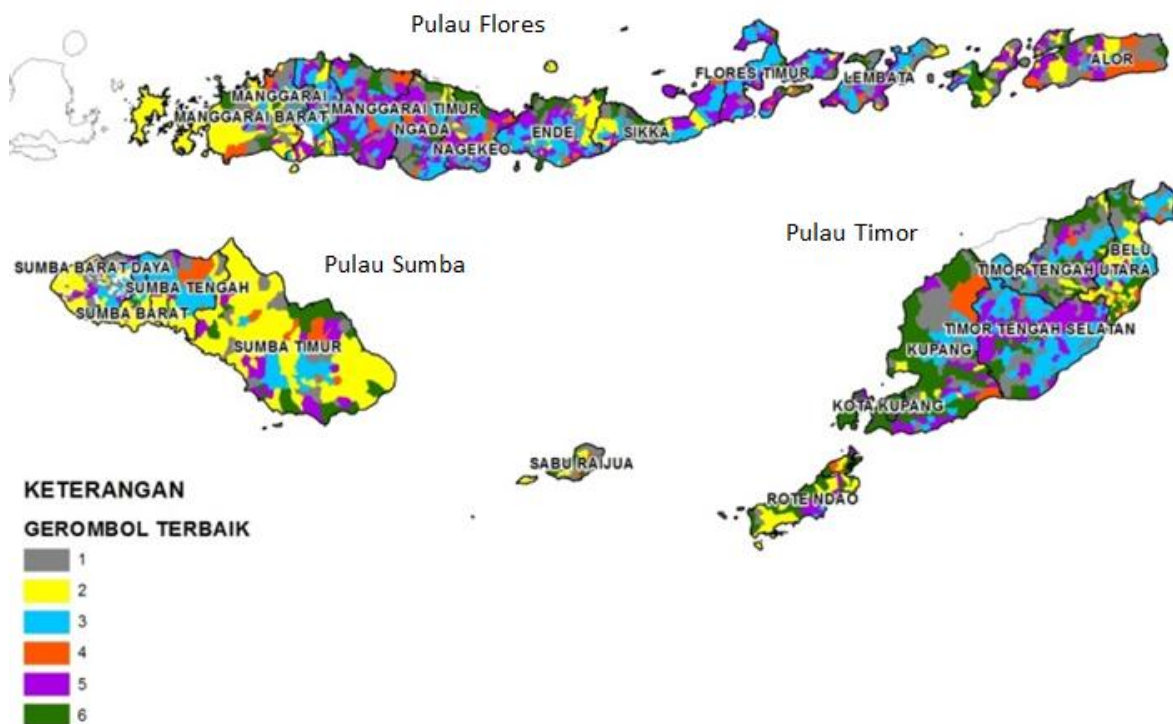 Pulau Flores
MANGGARAI
MANGGARAI BARAT
MANGGARAI TIMUR
NGADA
NAGEKEO
ENDE
SIKKA
FLORES TIMUR
LEMBATA
ALOR
Pulau Sumba
SUMBA BARAT DAYA
SUMBA TENGAH
SUMBA BARAT
SUMBA TIMUR
Pulau Timor
BELU
TIMOR TENGAH UTARA
TIMOR TENGAH SELATAN
KUPANG
KOTA KUPANG
SABU RAIJUA
ROTE NDAO
KETERANGAN
GEROMBOL TERBAIK
1
2
3
4
5
6